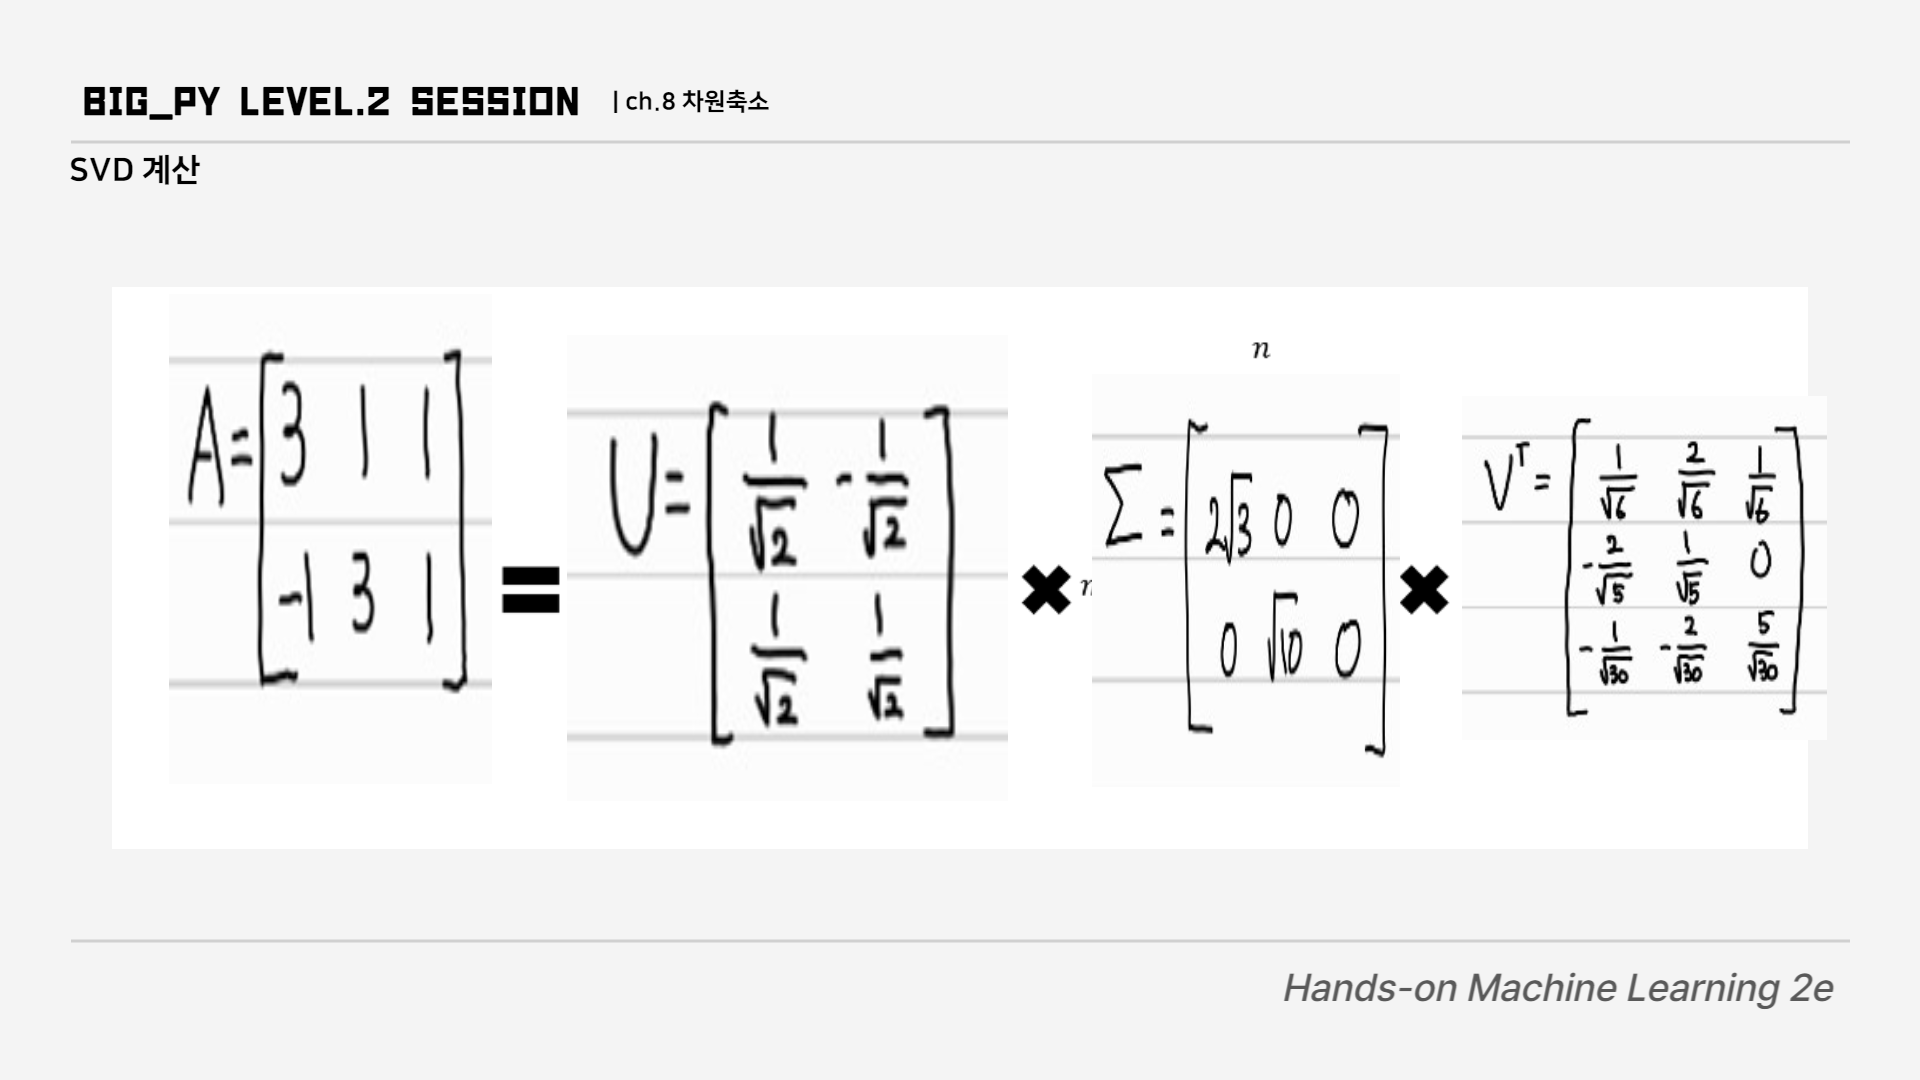 BIG_PY LEVEL.2 SESSION | ch.8 차원축소
SVD 계산
n
A = [3 1 1
-1 3 1]
=
U = [1/√2 -1/√2
1/√2 1/√2]
✖ n
Σ = [2√3 0 0
0 √10 0]
✖
V^T = [1/√6 2/√6 1/√6
-2/√5 1/√5 0
-1/√30 -2/√30 5/√30]
Hands-on Machine Learning 2e